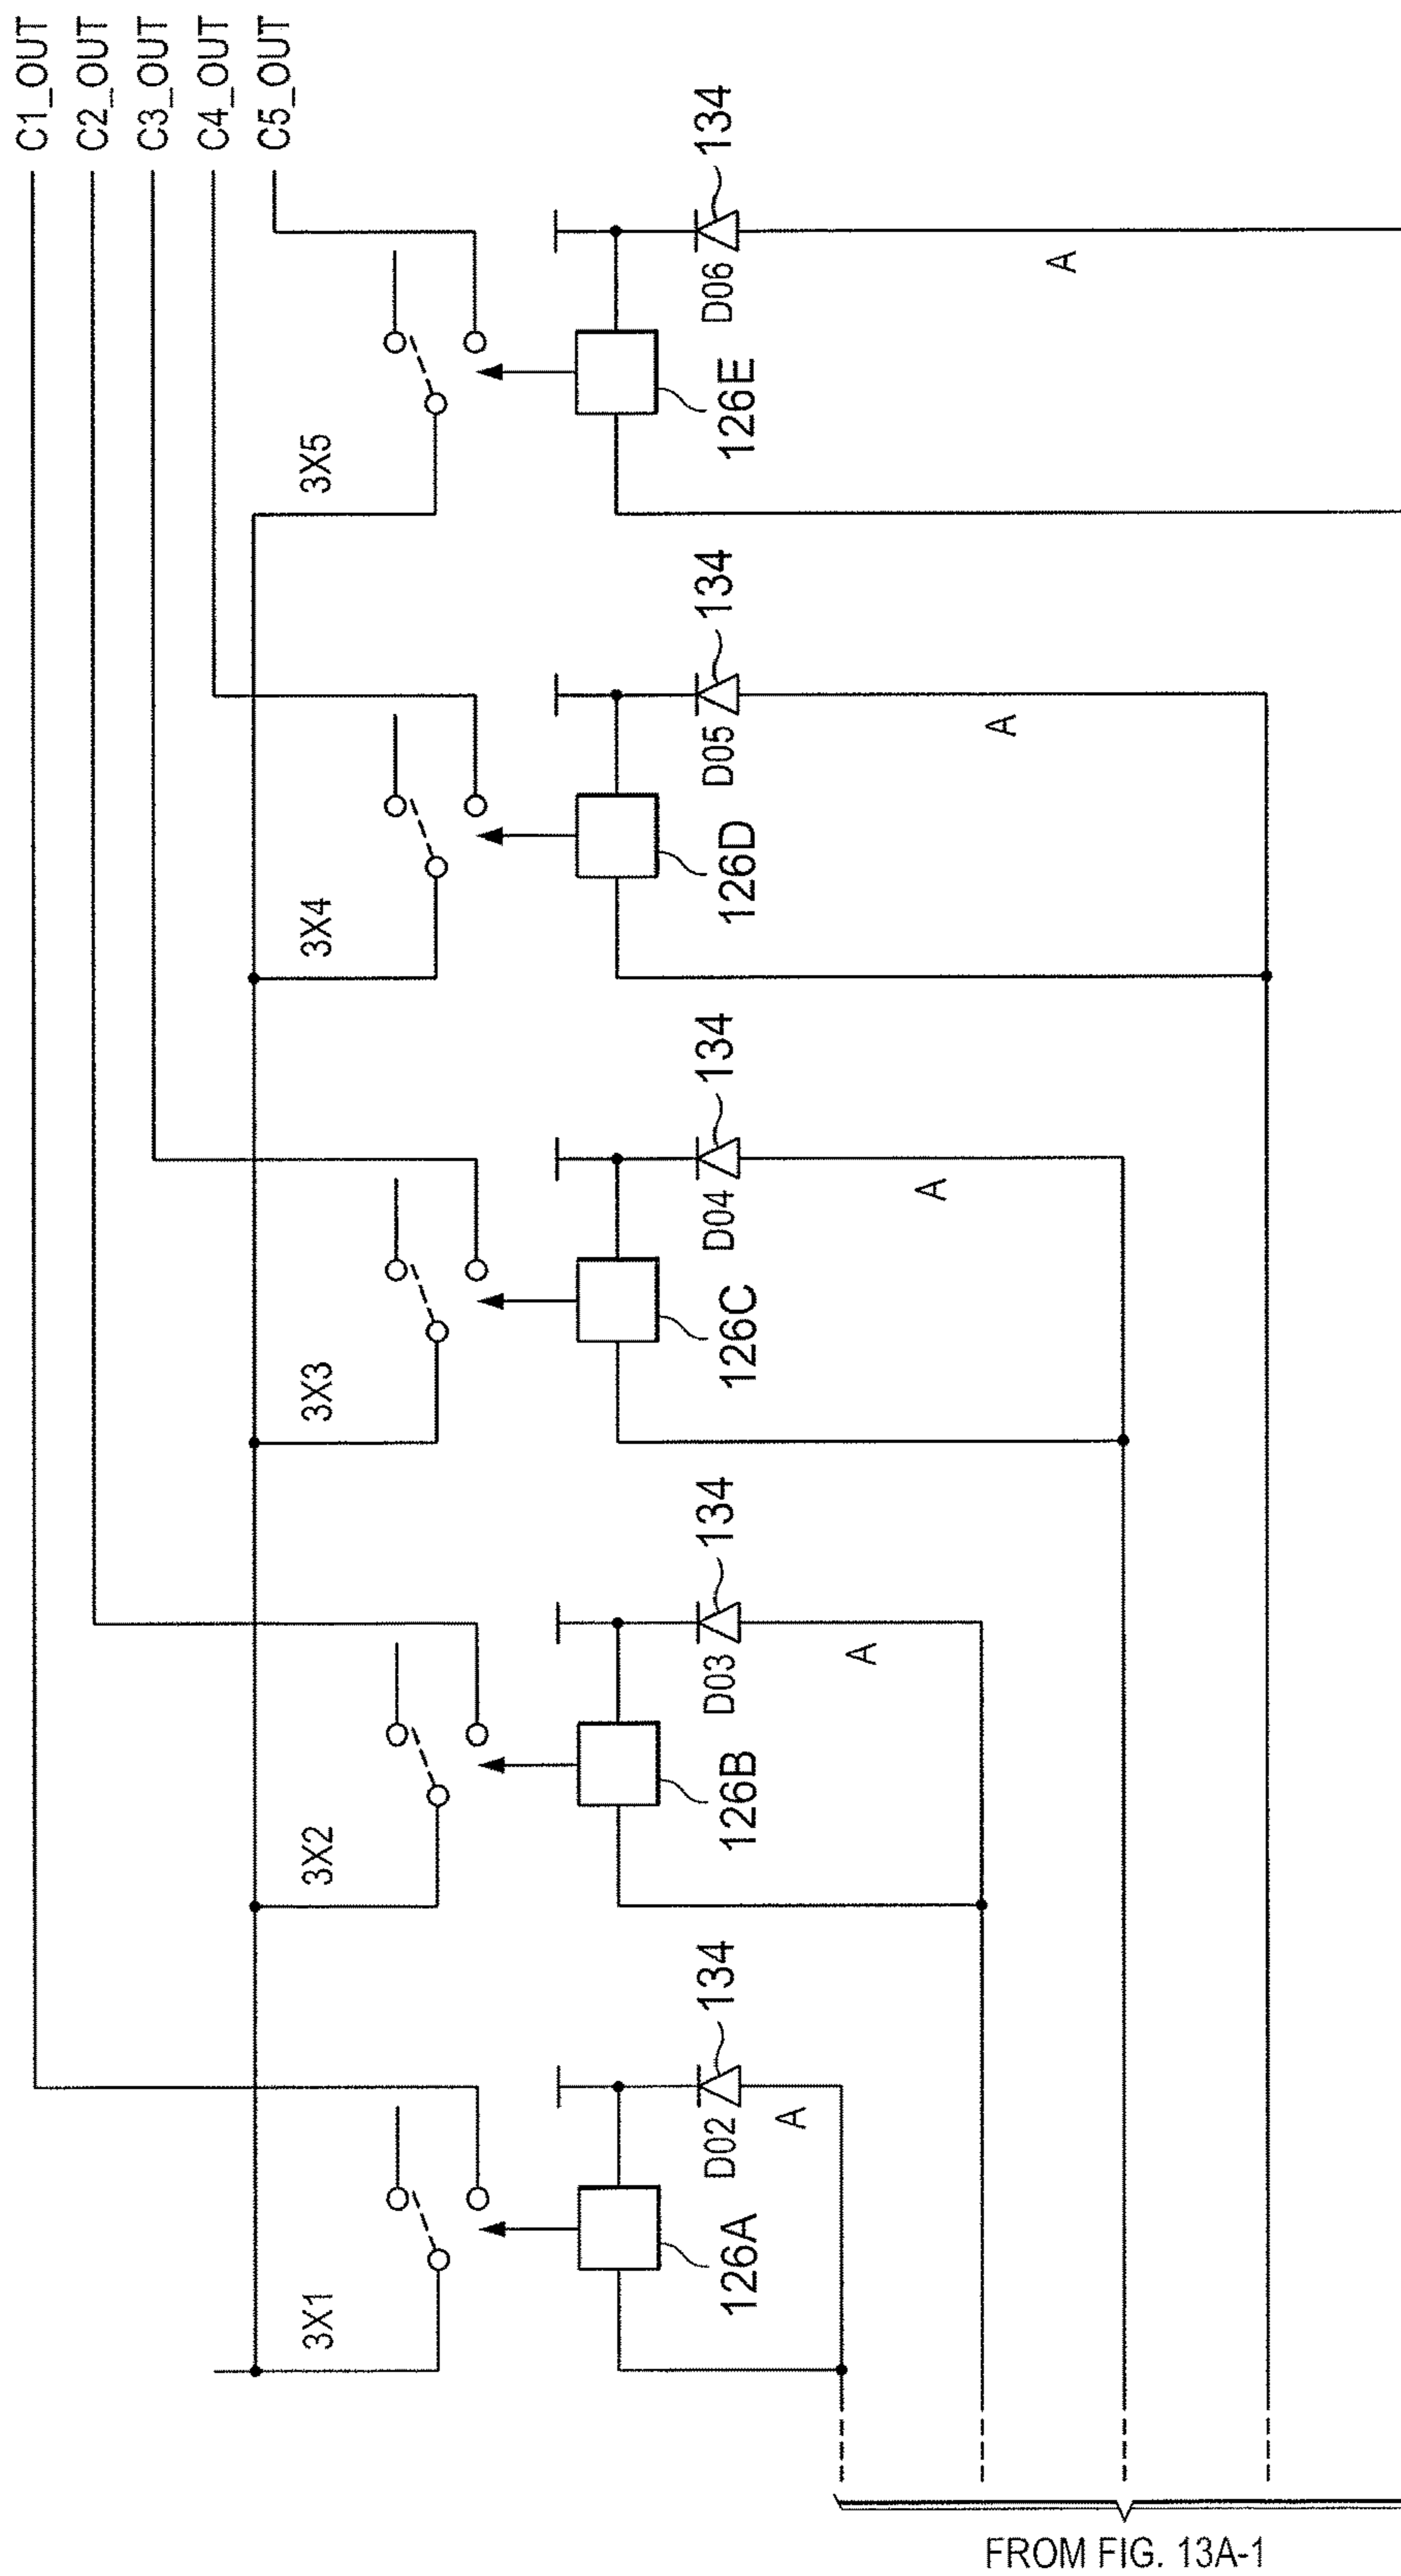 C1_OUT
C2_OUT
C3_OUT
C4_OUT
C5_OUT
3X1
3X2
3X3
3X4
3X5
126A
D02
134
A
126B
D03
134
A
126C
D04
134
A
126D
D05
134
A
126E
D06
134
A
FROM FIG. 13A-1